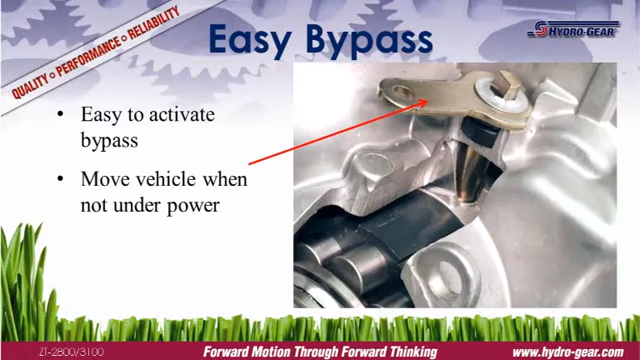 QUALITY • PERFORMANCE • RELIABILITY
Easy Bypass
HYDRO-GEAR
• Easy to activate
bypass
• Move vehicle when
not under power
ZT-2800/3100
Forward Motion Through Forward Thinking
www.hydro-gear.com